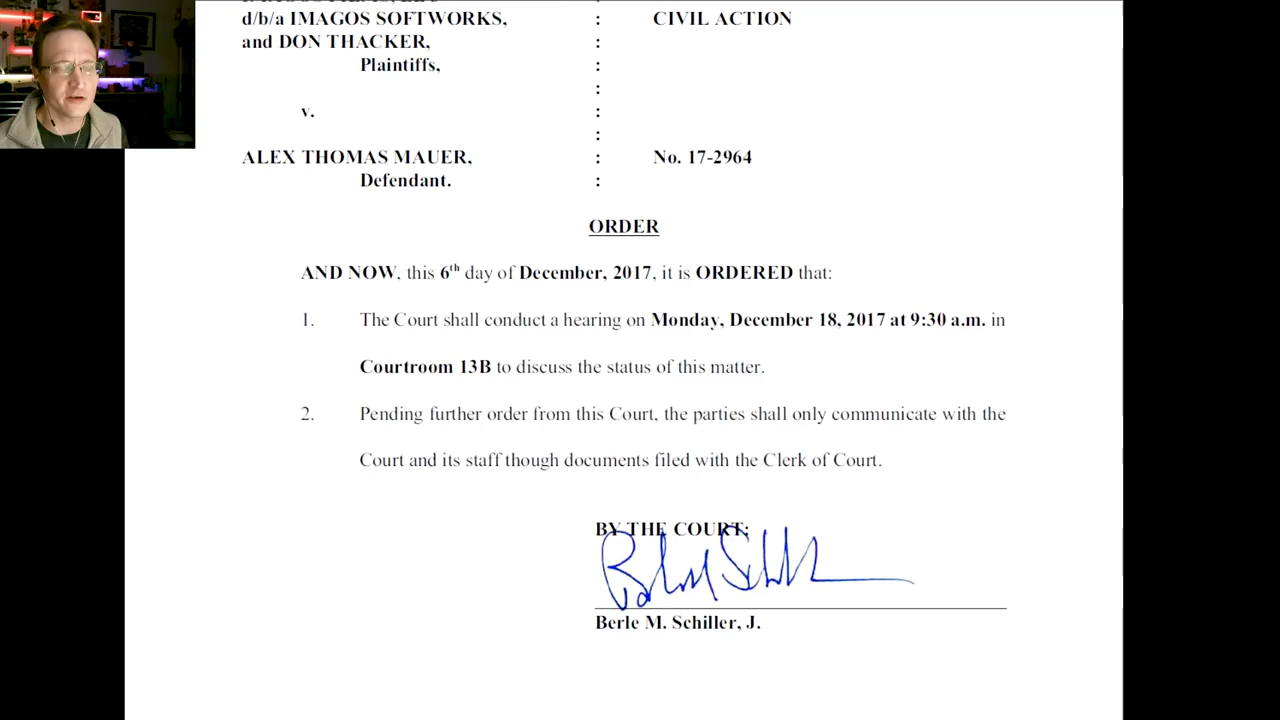 d/b/a IMAGOS SOFTWORKS, : CIVIL ACTION
and DON THACKER, :
Plaintiffs, :
:
v. :
:
ALEX THOMAS MAUER, : No. 17-2964
Defendant. :
ORDER
AND NOW, this 6th day of December, 2017, it is ORDERED that:
1. The Court shall conduct a hearing on Monday, December 18, 2017 at 9:30 a.m. in
Courtroom 13B to discuss the status of this matter.
2. Pending further order from this Court, the parties shall only communicate with the
Court and its staff though documents filed with the Clerk of Court.
BY THE COURT:
Berle M. Schiller, J.